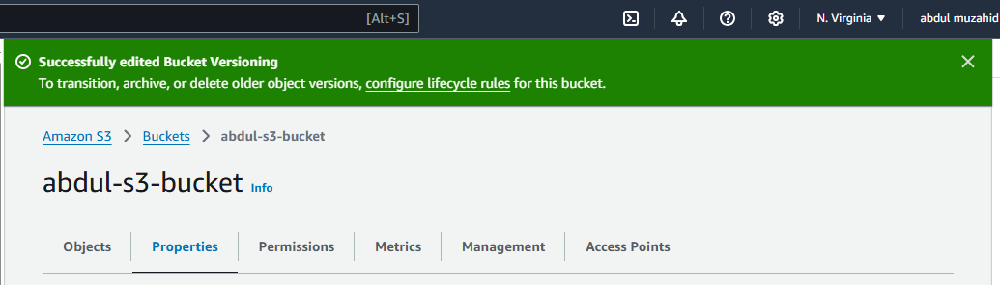 [Alt+S] N. Virginia ▼ abdul muzahid
Successfully edited Bucket Versioning
To transition, archive, or delete older object versions, configure lifecycle rules for this bucket.
Amazon S3 > Buckets > abdul-s3-bucket
abdul-s3-bucket Info
Objects Properties Permissions Metrics Management Access Points